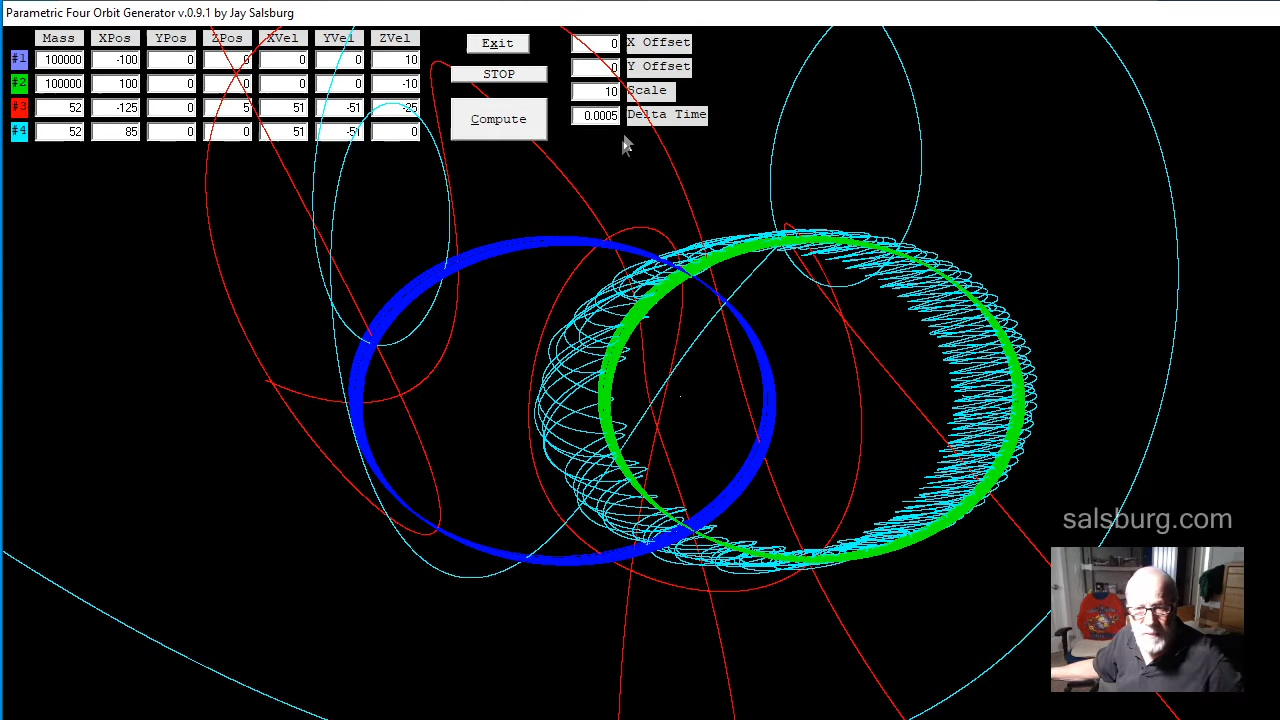 Parametric Four Orbit Generator v.0.9.1 by Jay Salsburg
Mass XPos YPos ZPos XVel YVel ZVel
#1 100000 -100 0 0 0 0 10
#2 100000 100 0 0 0 0 -10
#3 52 -125 0 5 51 -51 -25
#4 52 85 0 0 51 -51 0
Exit
STOP
Compute
0 X Offset
0 Y Offset
10 Scale
0.0005 Delta Time
salsburg.com